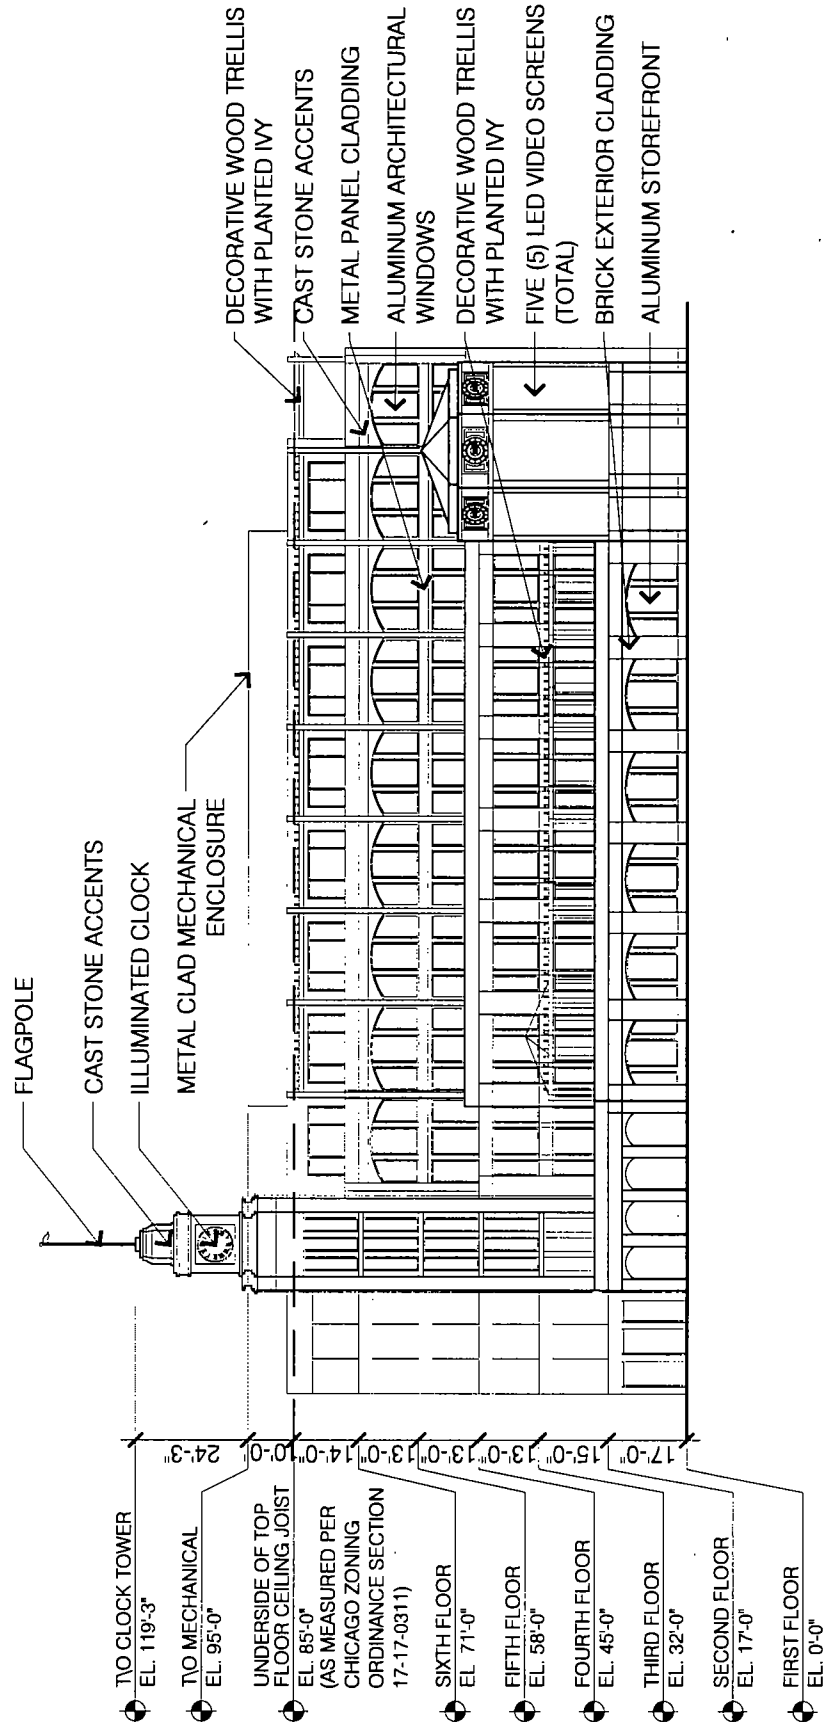 FLAGPOLE
CAST STONE ACCENTS
ILLUMINATED CLOCK
METAL CLAD MECHANICAL
ENCLOSURE
DECORATIVE WOOD TRELLIS
WITH PLANTED IVY
CAST STONE ACCENTS
METAL PANEL CLADDING
ALUMINUM ARCHITECTURAL
WINDOWS
DECORATIVE WOOD TRELLIS
WITH PLANTED IVY
FIVE (5) LED VIDEO SCREENS
(TOTAL)
BRICK EXTERIOR CLADDING
ALUMINUM STOREFRONT
T\O CLOCK TOWER
EL. 119'-3"
T\O MECHANICAL
EL. 95'-0"
UNDERSIDE OF TOP
FLOOR CEILING JOIST
EL. 85'-0"
(AS MEASURED PER
CHICAGO ZONING
ORDINANCE SECTION
17-17-0311)
SIXTH FLOOR
EL 71'-0"
FIFTH FLOOR
EL. 58'-0"
FOURTH FLOOR
EL. 45'-0"
THIRD FLOOR
EL. 32'-0"
SECOND FLOOR
EL. 17'-0"
FIRST FLOOR
EL. 0'-0"
24'-3"
10'-0"
14'-0"
13'-0"
13'-0"
13'-0"
15'-0"
17'-0"